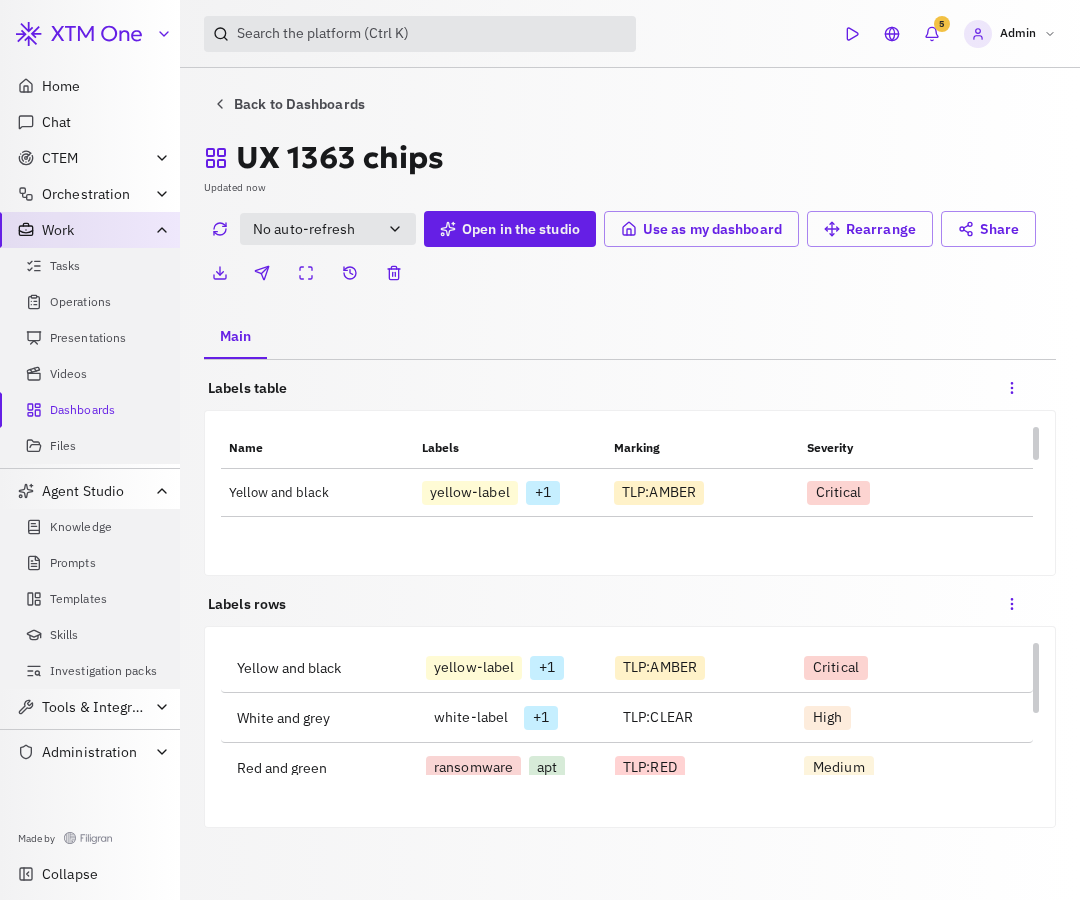 XTM One
Search the platform (Ctrl K)
5
Admin
Home
Chat
CTEM
Orchestration
Work
Tasks
Operations
Presentations
Videos
Dashboards
Files
Agent Studio
Knowledge
Prompts
Templates
Skills
Investigation packs
Tools & Integr...
Administration
Made by Filigran
Collapse
Back to Dashboards
UX 1363 chips
Updated now
No auto-refresh
Open in the studio
Use as my dashboard
Rearrange
Share
Main
Labels table
Name Labels Marking Severity
Yellow and black yellow-label +1 TLP:AMBER Critical
Labels rows
Yellow and black yellow-label +1 TLP:AMBER Critical
White and grey white-label +1 TLP:CLEAR High
Red and green ransomware apt TLP:RED Medium